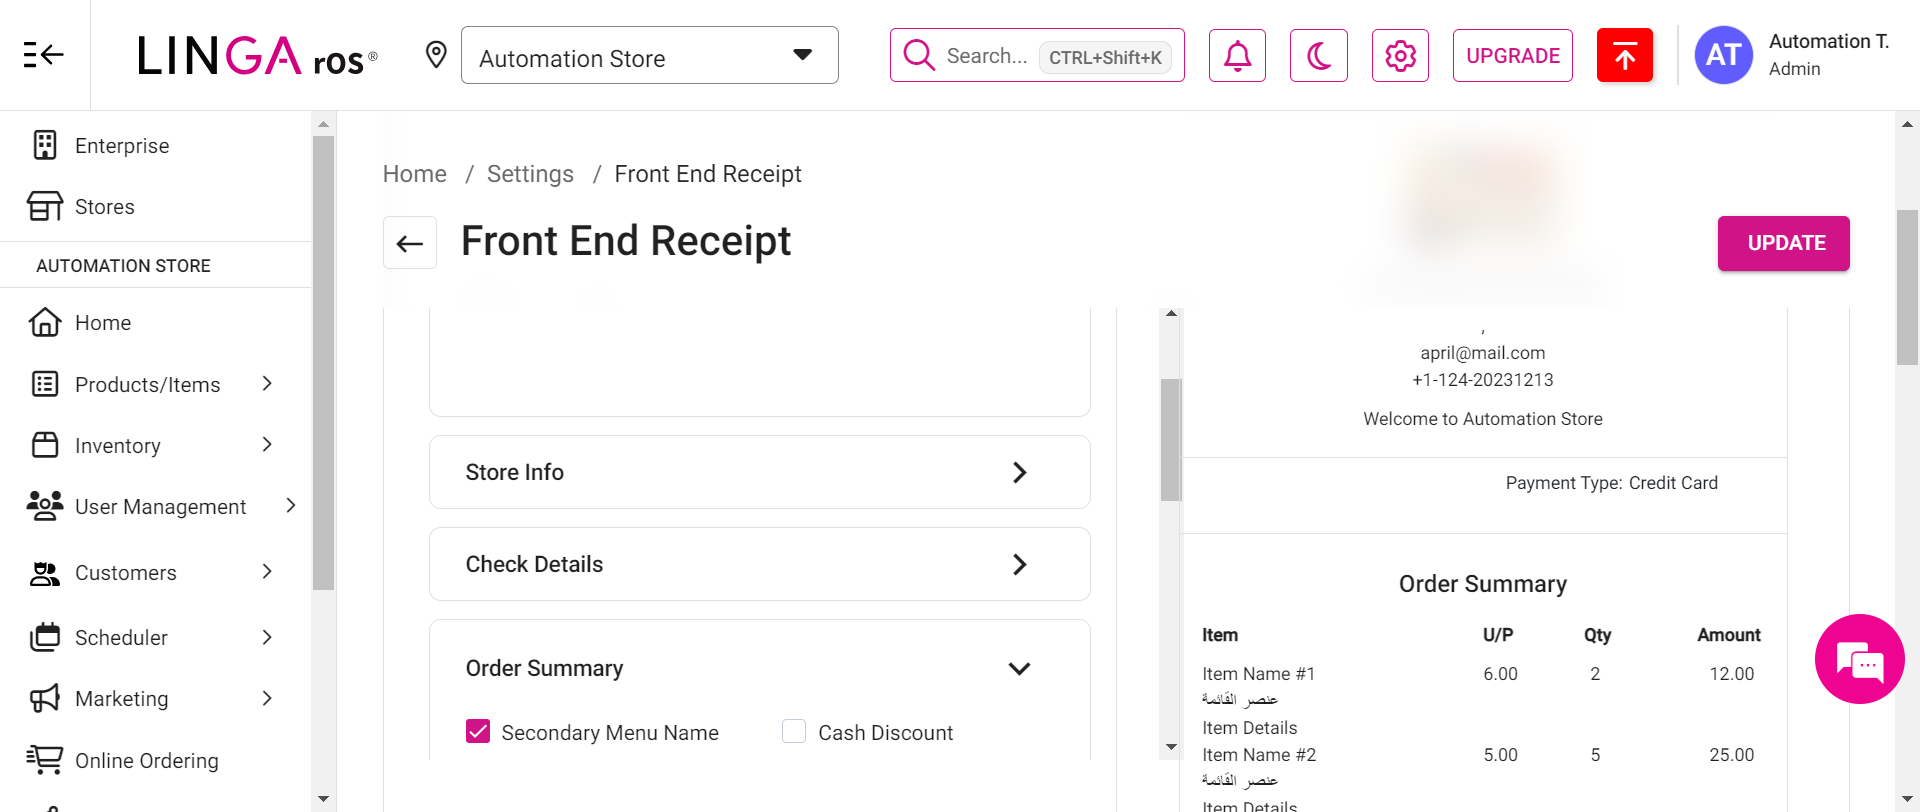 LINGA ros®
Automation Store
Search... CTRL+Shift+K
UPGRADE
AT
Automation T.
Admin
Enterprise
Stores
AUTOMATION STORE
Home
Products/Items
Inventory
User Management
Customers
Scheduler
Marketing
Online Ordering
Home / Settings / Front End Receipt
Front End Receipt
UPDATE
Store Info
Check Details
Order Summary
Secondary Menu Name
Cash Discount
,
april@mail.com
+1-124-20231213
Welcome to Automation Store
Payment Type: Credit Card
Order Summary
Item U/P Qty Amount
Item Name #1 6.00 2 12.00
عنصر القائمة
Item Details
Item Name #2 5.00 5 25.00
عنصر القائمة
Item Details